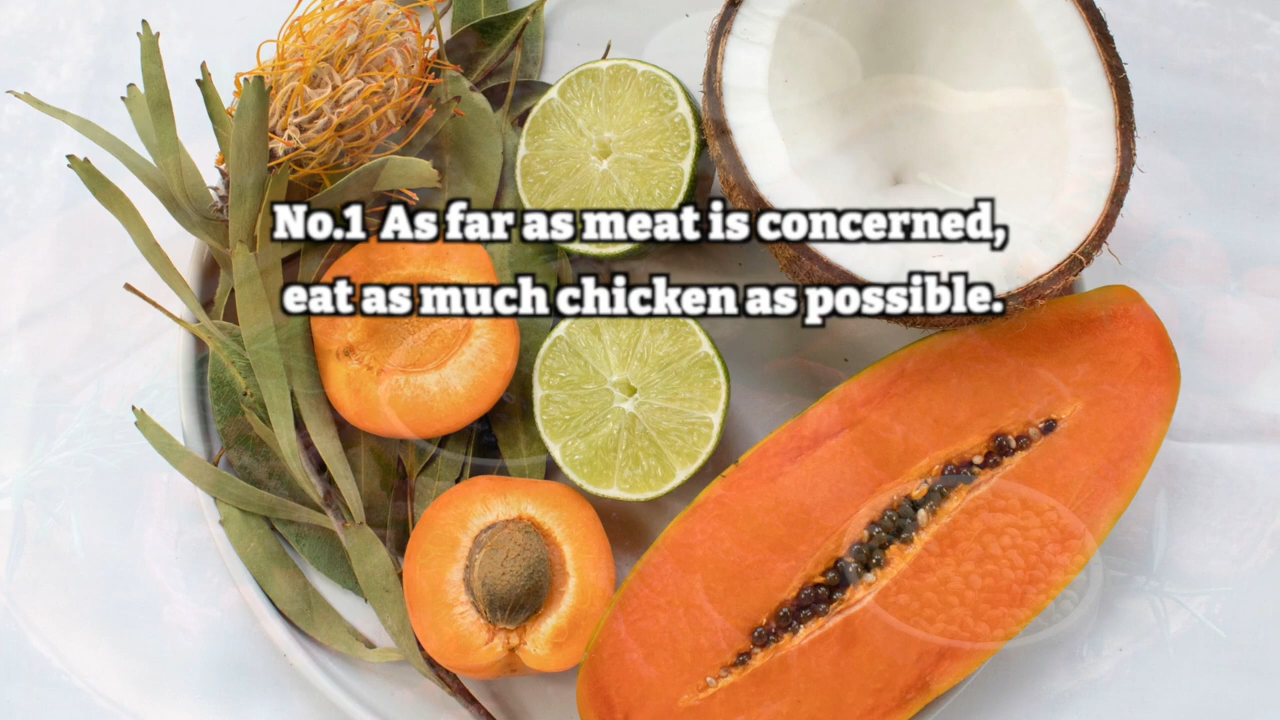 No.1 As far as meat is concerned,
eat as much chicken as possible.